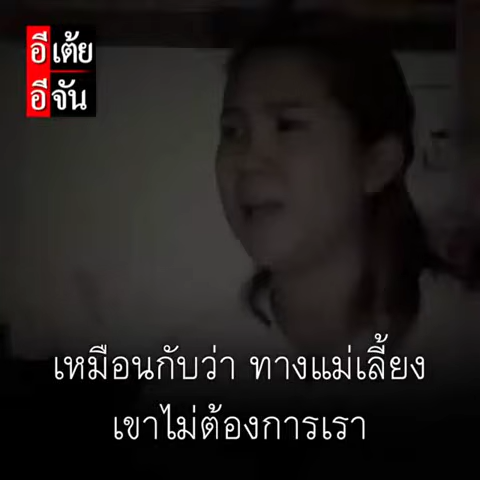 อีเต้ย
อีจัน
เหมือนกับว่า ทางแม่เลี้ยง
เขาไม่ต้องการเรา